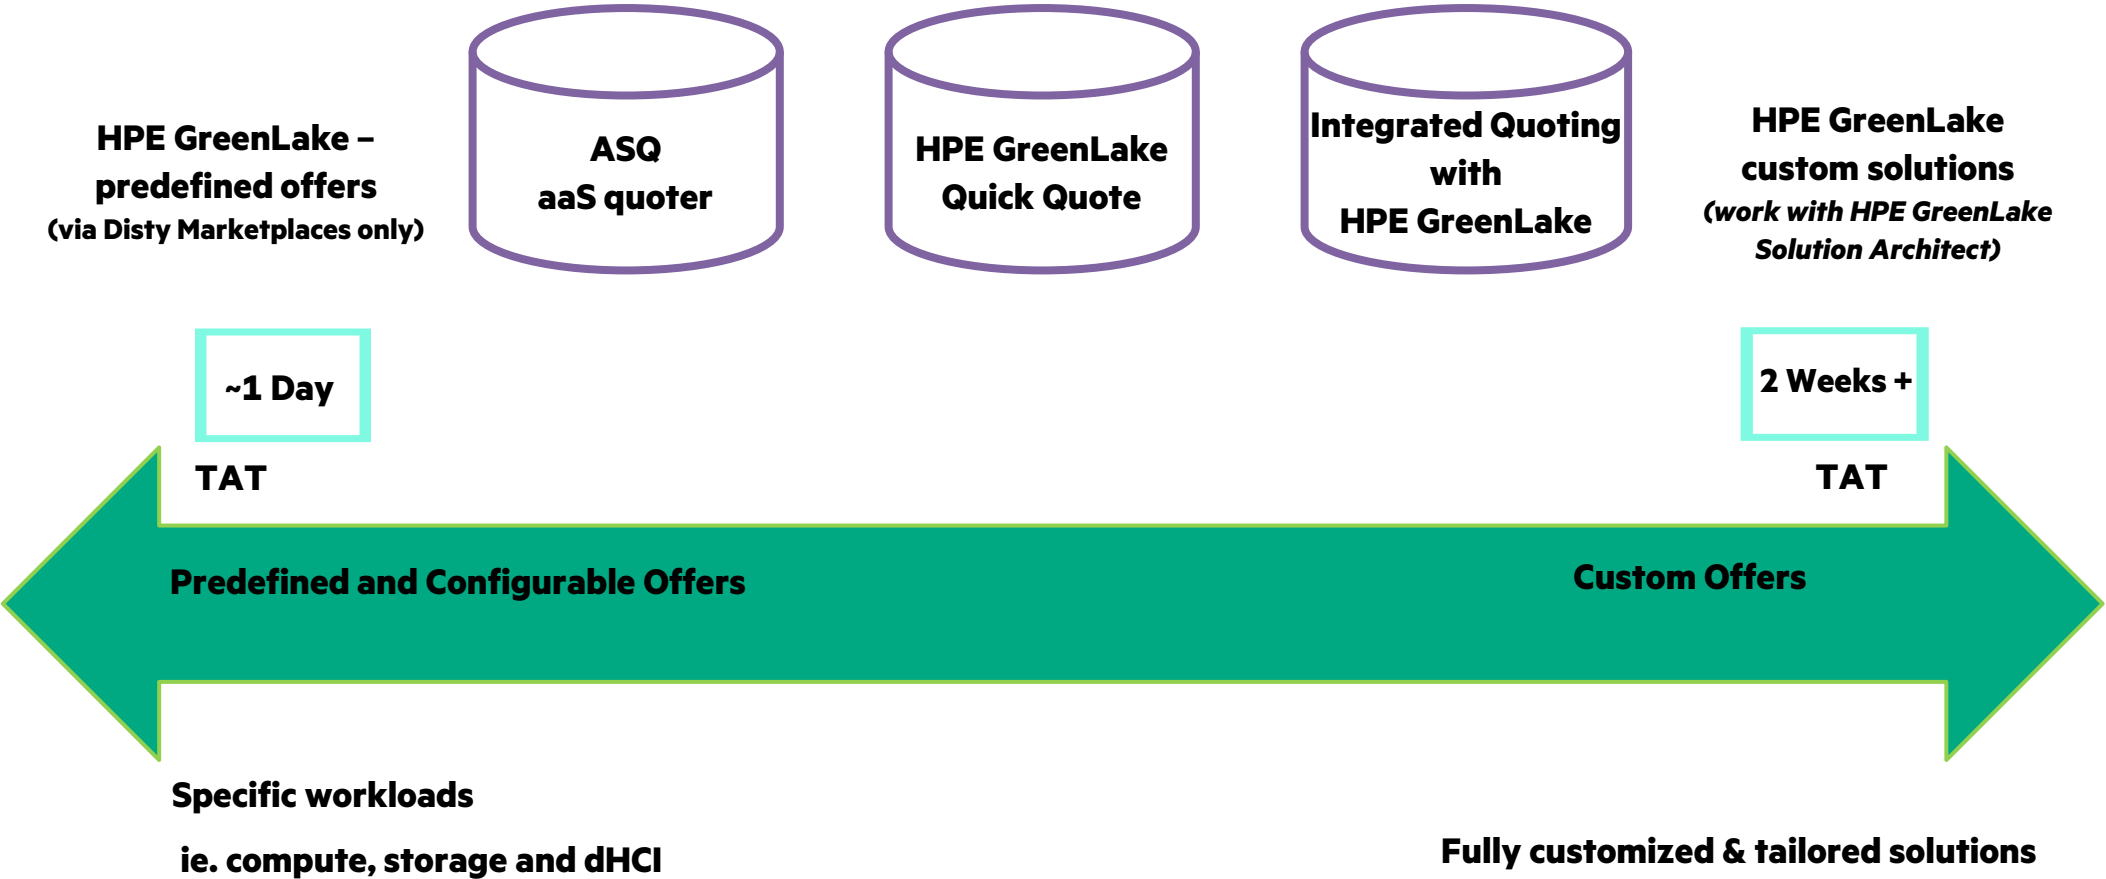 HPE GreenLake –
predefined offers
(via Disty Marketplaces only)
ASQ
aaS quoter
HPE GreenLake
Quick Quote
Integrated Quoting
with
HPE GreenLake
HPE GreenLake
custom solutions
(work with HPE GreenLake
Solution Architect)
~1 Day
2 Weeks +
TAT
TAT
Predefined and Configurable Offers
Custom Offers
Specific workloads
ie. compute, storage and dHCI
Fully customized & tailored solutions